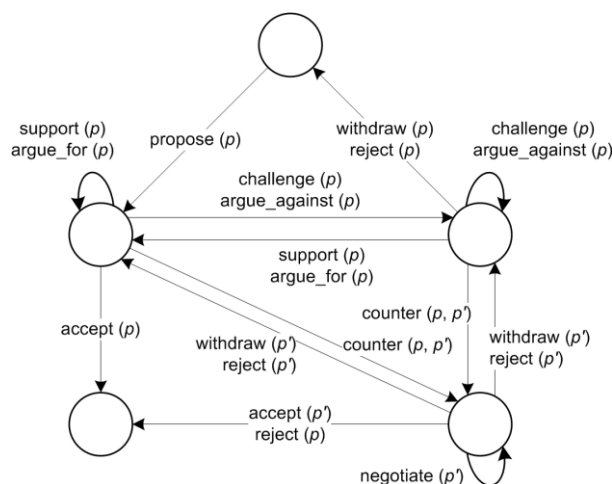 support (p)
argue_for (p)
propose (p)
withdraw (p)
reject (p)
challenge (p)
argue_against (p)
challenge (p)
argue_against (p)
support (p)
argue_for (p)
accept (p)
withdraw (p')
reject (p')
counter (p, p')
counter (p, p')
withdraw (p')
reject (p')
accept (p')
reject (p)
negotiate (p')